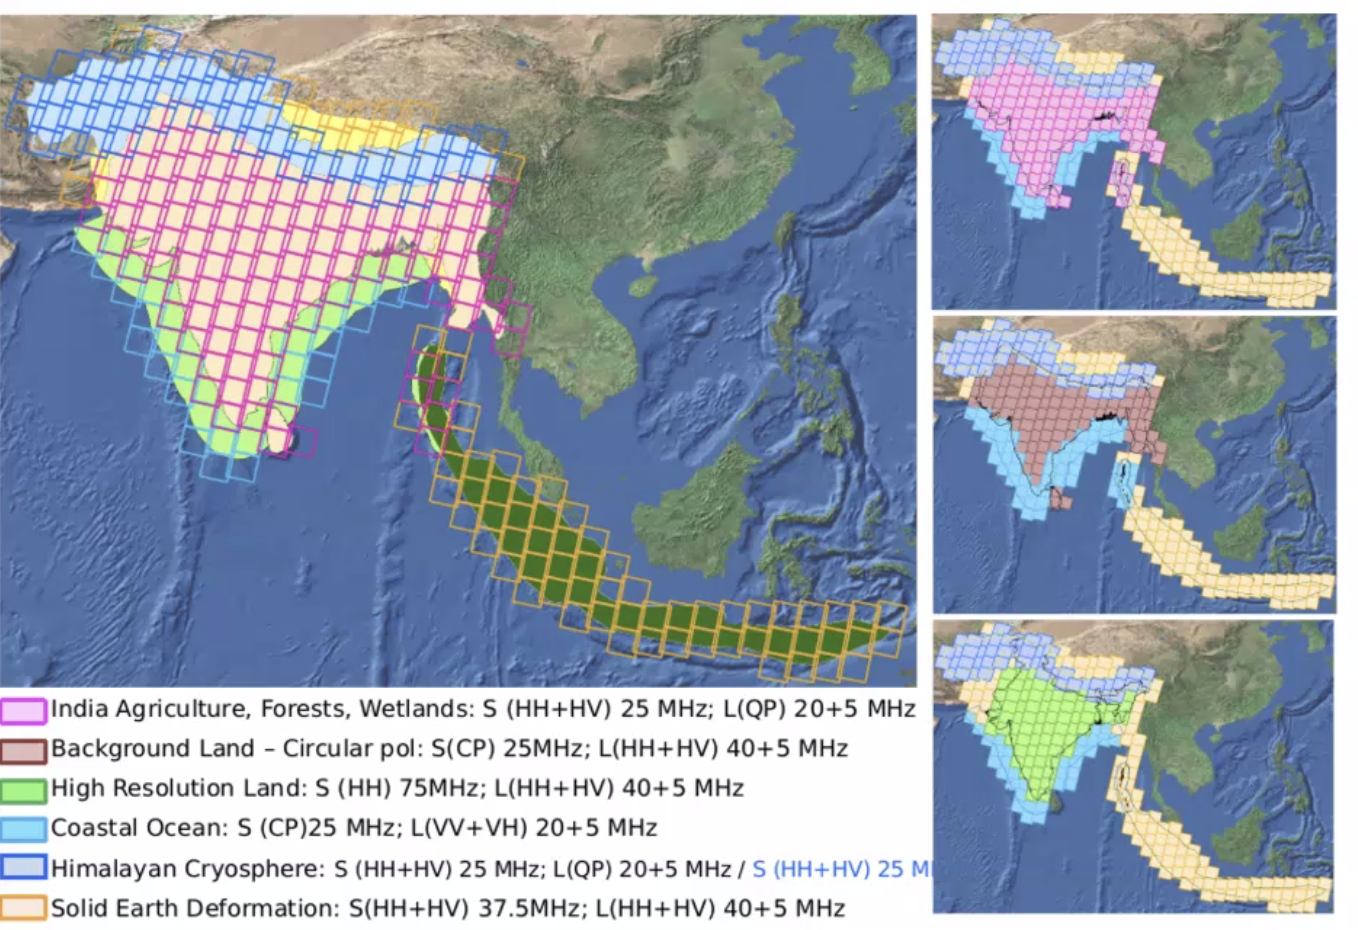 India Agriculture, Forests, Wetlands: S (HH+HV) 25 MHz; L(QP) 20+5 MHz
Background Land – Circular pol: S(CP) 25MHz; L(HH+HV) 40+5 MHz
High Resolution Land: S (HH) 75MHz; L(HH+HV) 40+5 MHz
Coastal Ocean: S (CP)25 MHz; L(VV+VH) 20+5 MHz
Himalayan Cryosphere: S (HH+HV) 25 MHz; L(QP) 20+5 MHz / S (HH+HV) 25
Solid Earth Deformation: S(HH+HV) 37.5MHz; L(HH+HV) 40+5 MHz